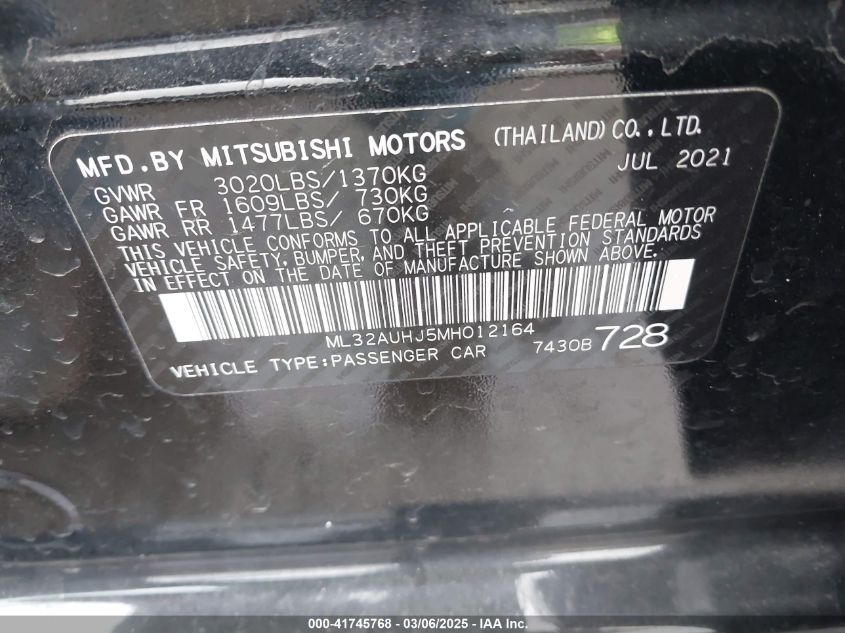 MFD.BY MITSUBISHI MOTORS (THAILAND) CO.,LTD.
JUL 2021
GVWR 3020LBS/1370KG
GAWR FR 1609LBS/ 730KG
GAWR RR 1477LBS/ 670KG
THIS VEHICLE CONFORMS TO ALL APPLICABLE FEDERAL MOTOR
VEHICLE SAFETY, BUMPER, AND THEFT PREVENTION STANDARDS
IN EFFECT ON THE DATE OF MANUFACTURE SHOWN ABOVE.
ML32AUHJ5MH012164
VEHICLE TYPE:PASSENGER CAR 7430B 728
000-41745768 - 03/06/2025 - IAA Inc.